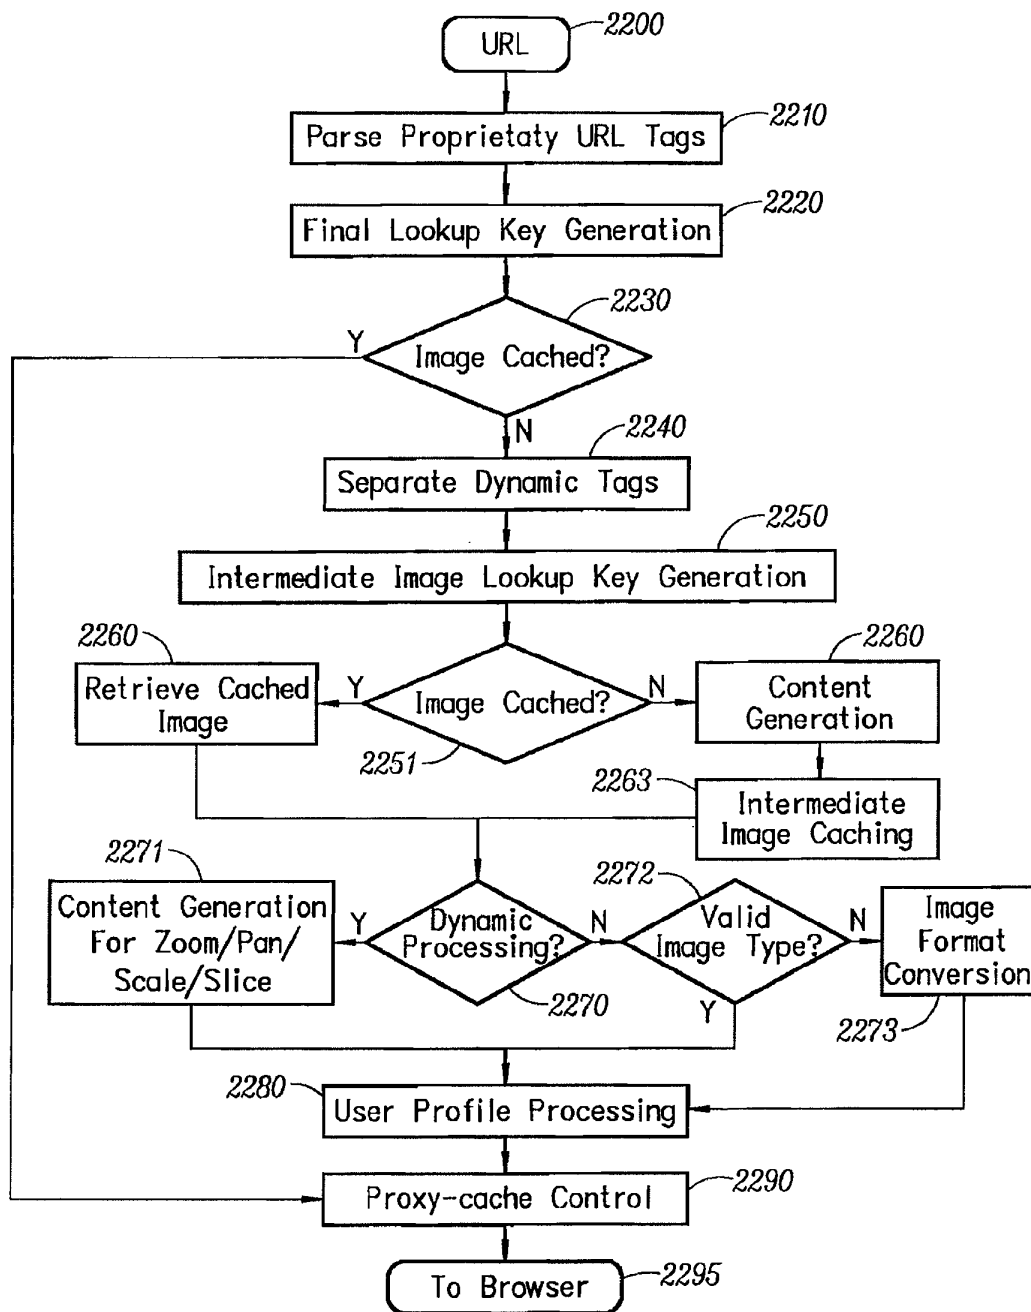 2200
URL
2210
Parse Proprietaty URL Tags
2220
Final Lookup Key Generation
2230
Y
Image Cached?
N
2240
Separate Dynamic Tags
2250
Intermediate Image Lookup Key Generation
2260
Retrieve Cached
Image
Y
Image Cached?
N
2251
2260
Content
Generation
2263
Intermediate
Image Caching
2271
Content Generation
For Zoom/Pan/
Scale/Slice
Y
Dynamic
Processing?
N
2270
2272
Valid
Image Type?
N
Y
Image
Format
Conversion
2273
2280
User Profile Processing
Proxy-cache Control
2290
To Browser
2295